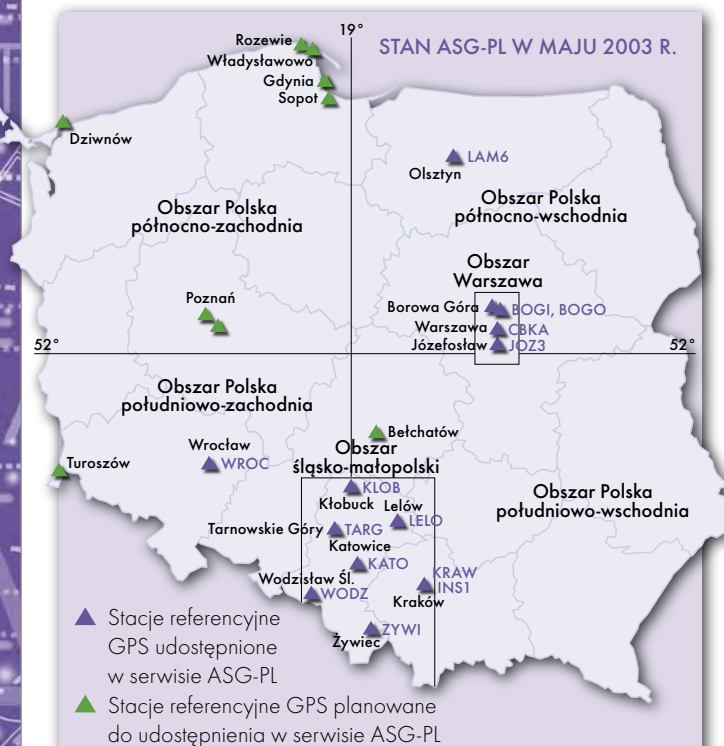 19°
STAN ASG-PL W MAJU 2003 R.
Rozewie
Władysławowo
Gdynia
Sopot
Dziwnów
LAM6
Olsztyn
Obszar Polska
północno-zachodnia
Obszar Polska
północno-wschodnia
Obszar
Warszawa
Poznań
Borowa Góra
BOGI, BOGO
Warszawa
CBKA
Józefosław
JOZ3
52°
52°
Obszar Polska
południowo-zachodnia
Bełchatów
Wrocław
WROC
Turoszów
Obszar
śląsko-małopolski
KLOB
Kłobuck
Lelów
LELO
Obszar Polska
południowo-wschodnia
Tarnowskie Góry
TARG
Katowice
KATO
Wodzisław Śl.
WODZ
KRAW
INS1
Kraków
ZYWI
Żywiec
Stacje referencyjne
GPS udostępnione
w serwisie ASG-PL
Stacje referencyjne GPS planowane
do udostępnienia w serwisie ASG-PL